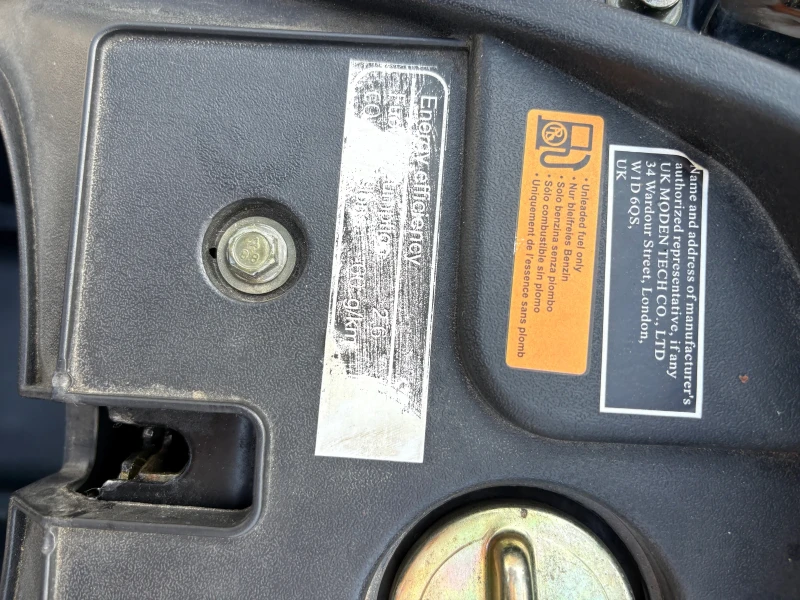 Energy efficiency
g/km
• Unleaded fuel only
• Nur bleifreles Benzin
• Solo benzina senza piombo
• Sólo combustible sin plomo
• Uniquement de l'essence sans plomb
Name and address of manufacturer's
authorized representative, if any
UK MODEN TECH CO., LTD
34 Wardour Street, London,
W1D 6QS,
UK